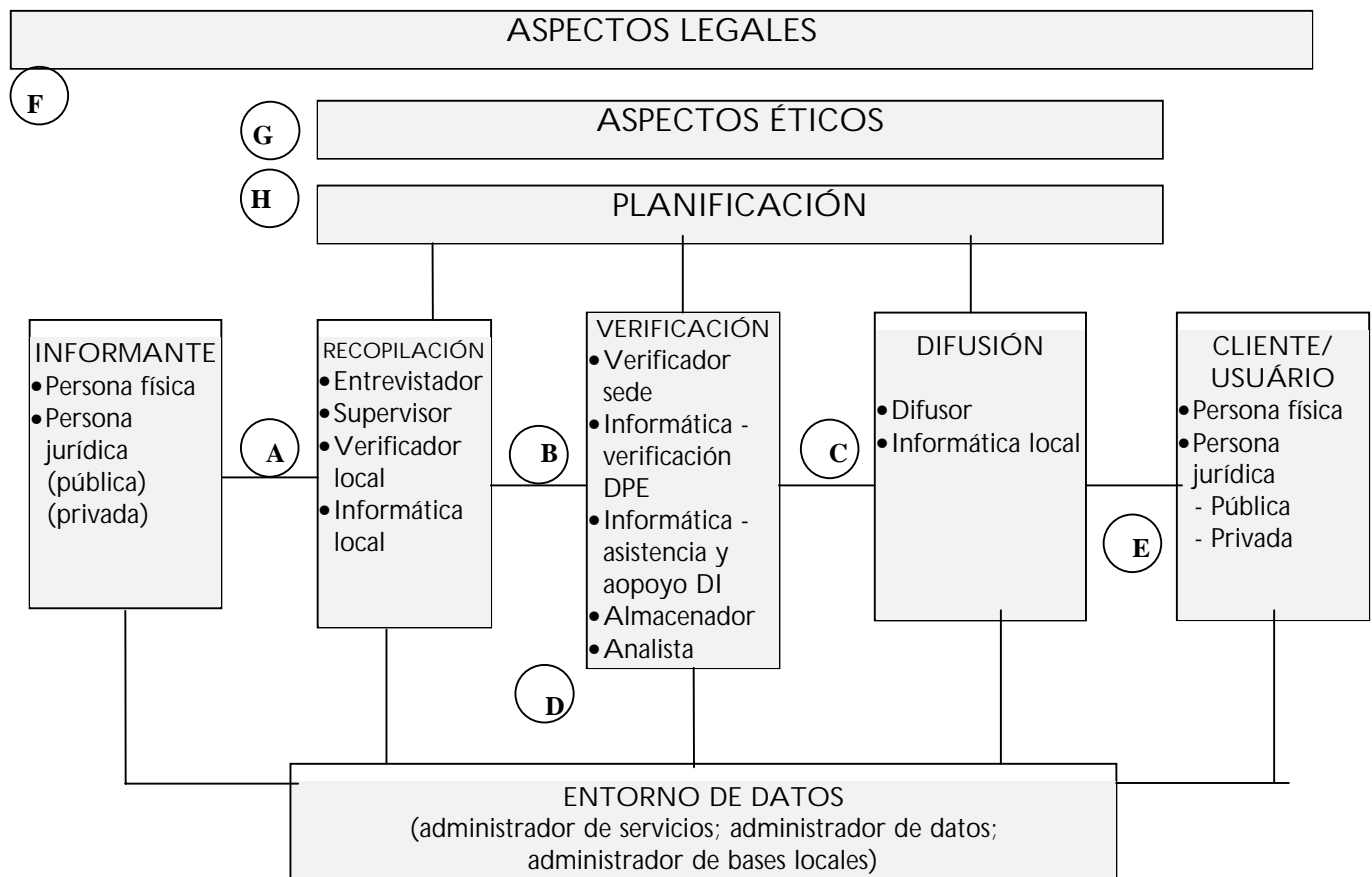 ASPECTOS LEGALES
F
G
ASPECTOS ÉTICOS
H
PLANIFICACIÓN
INFORMANTE
•Persona física
•Persona
jurídica
(pública)
(privada)
A
RECOPILACIÓN
•Entrevistador
•Supervisor
•Verificador
local
•Informática
local
B
VERIFICACIÓN
•Verificador
sede
•Informática -
verificación
DPE
•Informática -
asistencia y
aopoyo DI
•Almacenador
•Analista
C
DIFUSIÓN
•Difusor
•Informática local
E
CLIENTE/
USUÁRIO
•Persona física
•Persona
jurídica
- Pública
- Privada
D
ENTORNO DE DATOS
(administrador de servicios; administrador de datos;
administrador de bases locales)